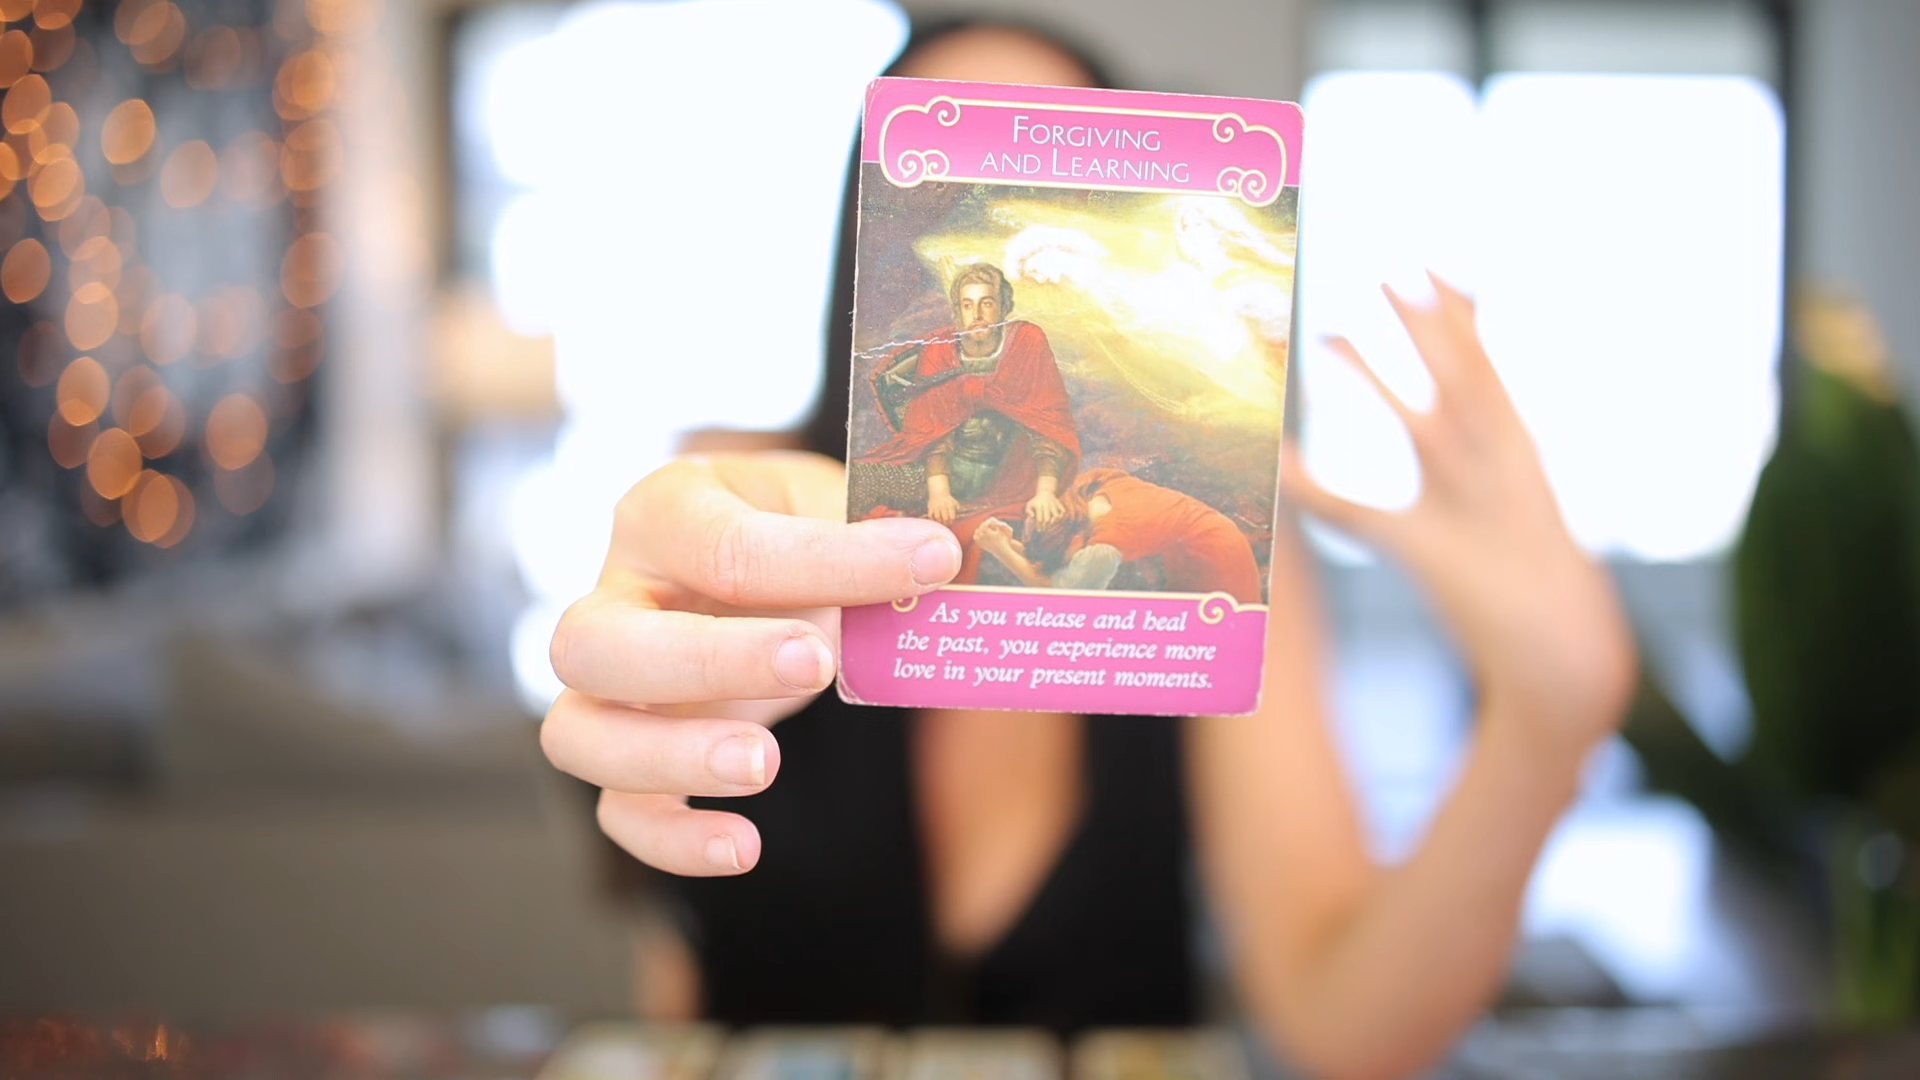 FORGIVING
AND LEARNING
As you release and heal
the past, you experience more
love in your present moments.